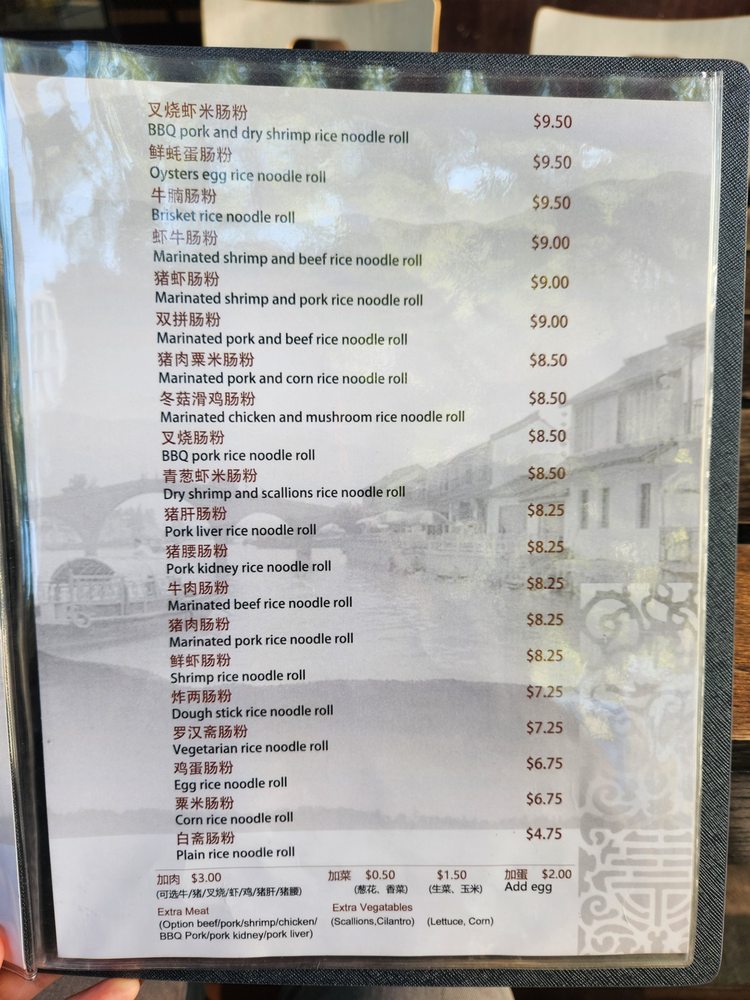 叉烧虾米肠粉
BBQ pork and dry shrimp rice noodle roll $9.50
鲜蚝蛋肠粉
Oysters egg rice noodle roll $9.50
牛腩肠粉
Brisket rice noodle roll $9.50
虾牛肠粉
Marinated shrimp and beef rice noodle roll $9.00
猪虾肠粉
Marinated shrimp and pork rice noodle roll $9.00
双拼肠粉
Marinated pork and beef rice noodle roll $9.00
猪肉粟米肠粉
Marinated pork and corn rice noodle roll $8.50
冬菇滑鸡肠粉
Marinated chicken and mushroom rice noodle roll $8.50
叉烧肠粉
BBQ pork rice noodle roll $8.50
青葱虾米肠粉
Dry shrimp and scallions rice noodle roll $8.50
猪肝肠粉
Pork liver rice noodle roll $8.25
猪腰肠粉
Pork kidney rice noodle roll $8.25
牛肉肠粉
Marinated beef rice noodle roll $8.25
猪肉肠粉
Marinated pork rice noodle roll $8.25
鲜虾肠粉
Shrimp rice noodle roll $8.25
炸两肠粉
Dough stick rice noodle roll $7.25
罗汉斋肠粉
Vegetarian rice noodle roll $7.25
鸡蛋肠粉
Egg rice noodle roll $6.75
粟米肠粉
Corn rice noodle roll $6.75
白斋肠粉
Plain rice noodle roll $4.75
加肉 $3.00 加菜 $0.50 $1.50 加蛋 $2.00
(可选牛/猪/叉烧/虾/鸡/猪肝/猪腰) (葱花、香菜) (生菜、玉米) Add egg
Extra Meat Extra Vegatables
(Option beef/pork/shrimp/chicken/ (Scallions,Cilantro) (Lettuce, Corn)
BBQ Pork/pork kidney/pork liver)